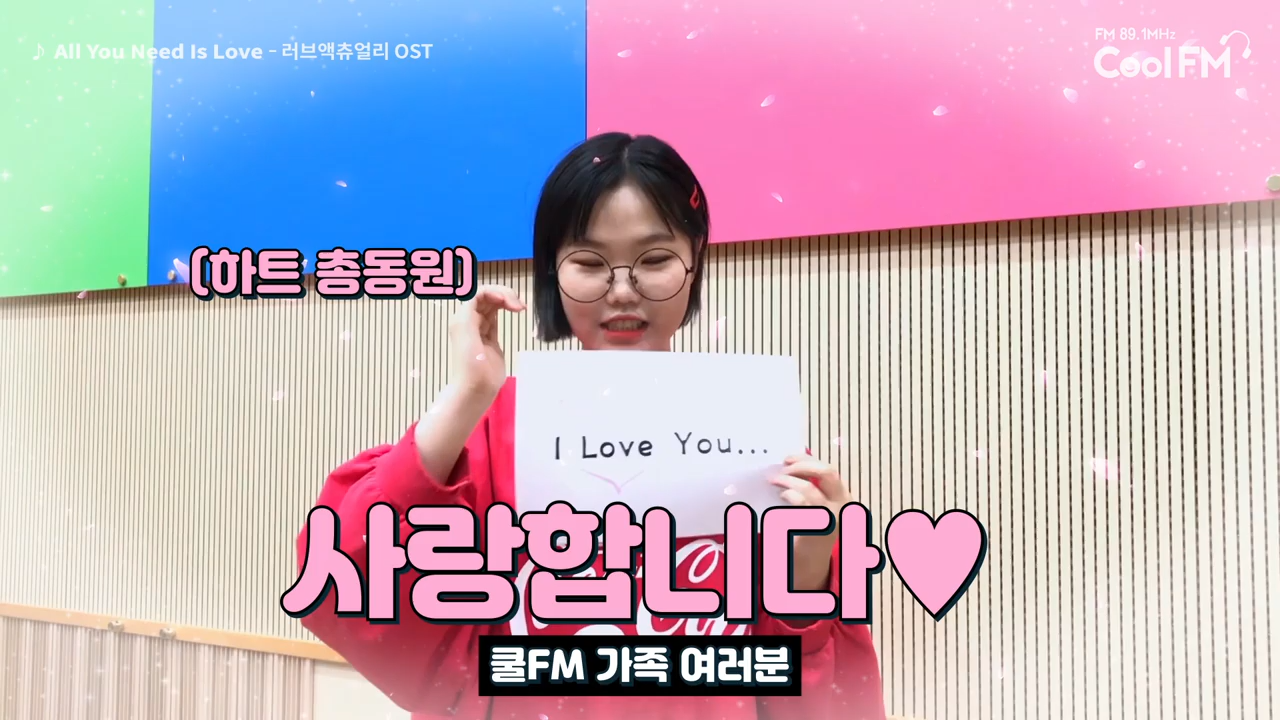 ♪ All You Need Is Love - 러브액츄얼리 OST
FM 89.1MHz
Cool FM
(하트 총동원)
I Love You...
사랑합니다♥
쿨FM 가족 여러분